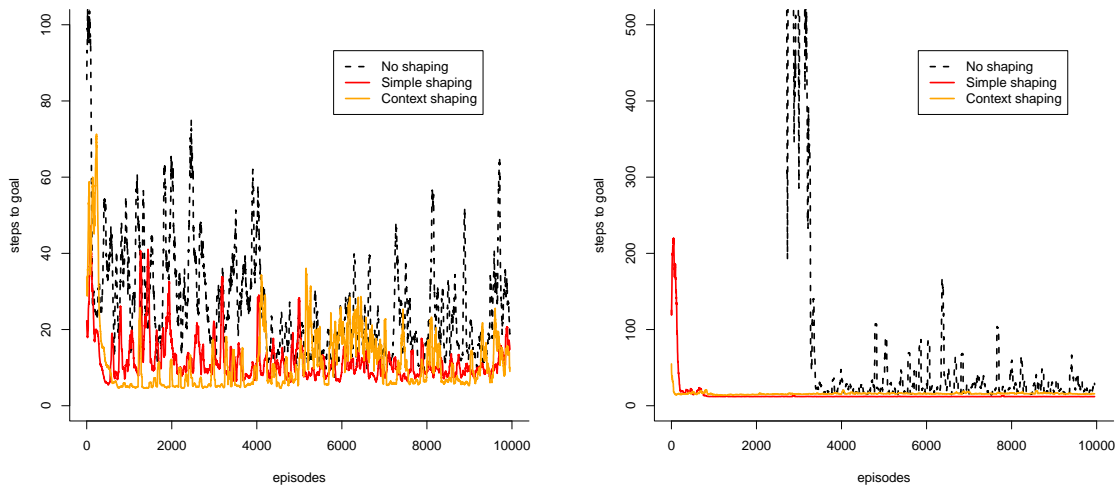 100
80
60
40
20
0
steps to goal
No shaping
Simple shaping
Context shaping
0
2000
4000
6000
8000
10000
episodes
500
400
300
200
100
0
steps to goal
No shaping
Simple shaping
Context shaping
0
2000
4000
6000
8000
10000
episodes